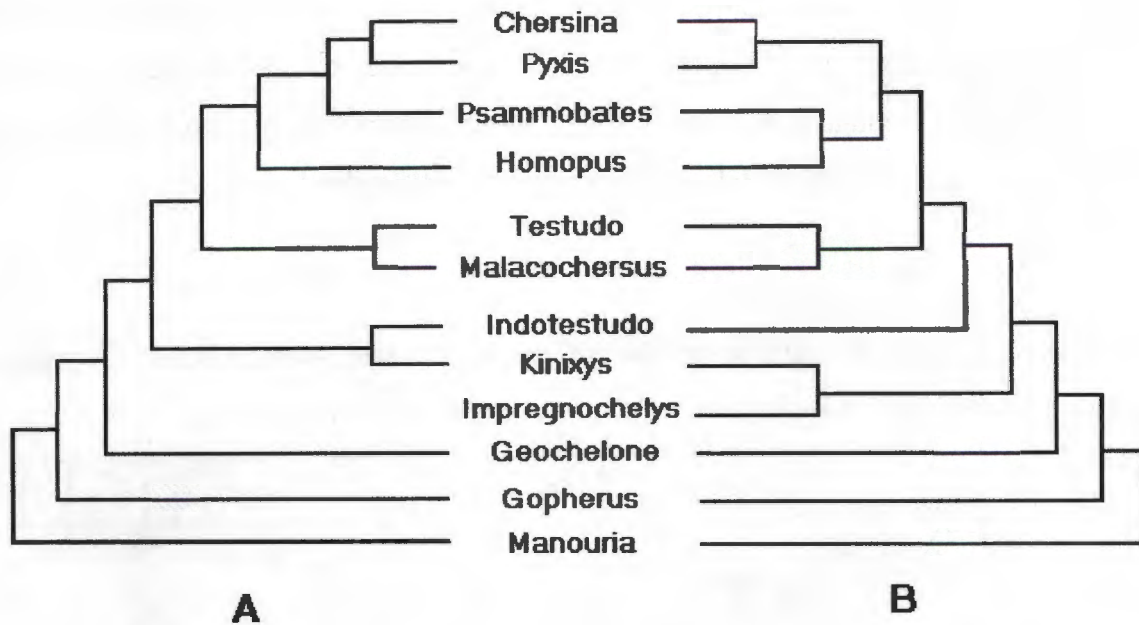 Chersina
Pyxis
Psammobates
Homopus
Testudo
Malacochersus
Indotestudo
Kinixys
Impregnochelys
Geochelone
Gopherus
Manouria
A
B